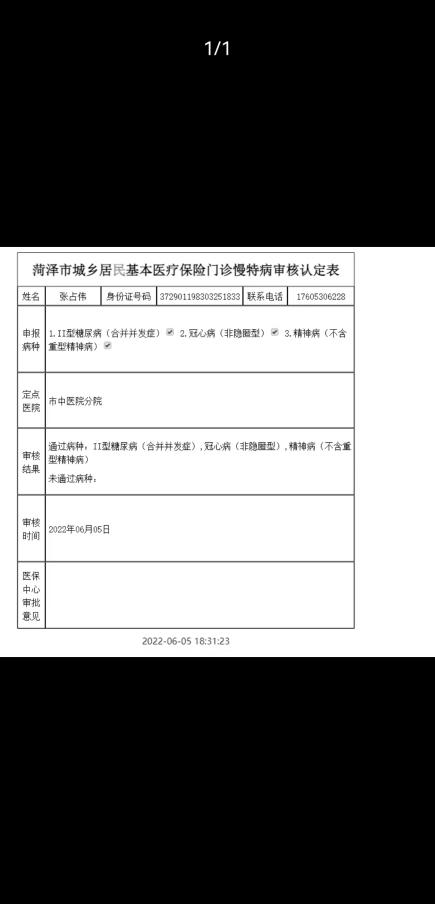 1/1
菏泽市城乡居民基本医疗保险门诊慢特病审核认定表
姓名 张占伟 身份证号码 372901198303251833 联系电话 17605306228
申报病种 1.II型糖尿病（合并并发症）☑ 2.冠心病（非隐匿型）☑ 3.精神病（不含
重型精神病）☑
定点医院 市中医院分院
审核结果 通过病种：II型糖尿病（合并并发症）,冠心病（非隐匿型）,精神病（不含重
型精神病）
未通过病种：
审核时间 2022年06月05日
医保中心审批意见
2022-06-05 18:31:23